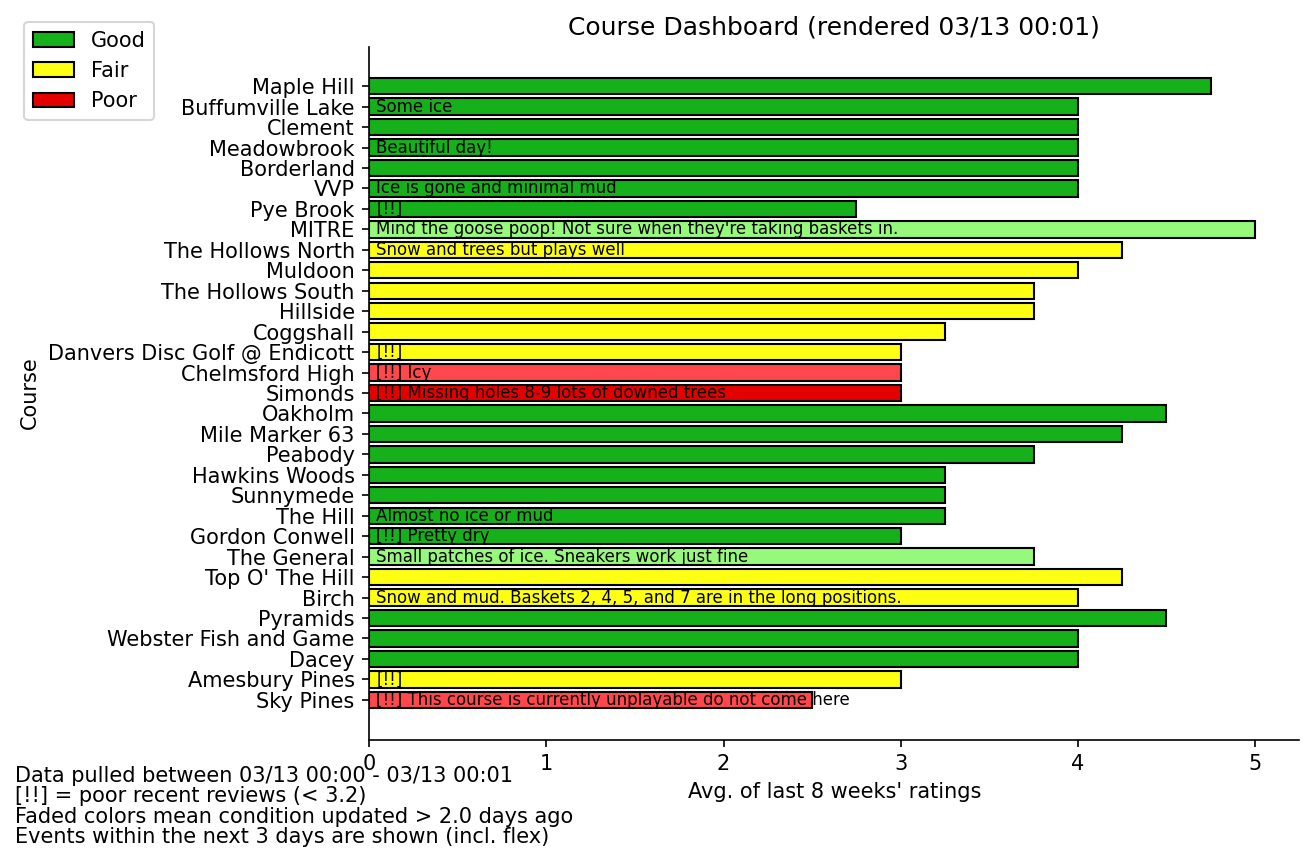 Course Dashboard (rendered 03/13 00:01)
Good
Fair
Poor
Course
Maple Hill
Buffumville Lake Some ice
Clement
Meadowbrook Beautiful day!
Borderland
VVP Ice is gone and minimal mud
Pye Brook [!!]
MITRE Mind the goose poop! Not sure when they're taking baskets in.
The Hollows North Snow and trees but plays well
Muldoon
The Hollows South
Hillside
Coggshall
Danvers Disc Golf @ Endicott [!!]
Chelmsford High [!!] Icy
Simonds [!!] Missing holes 8-9 lots of downed trees
Oakholm
Mile Marker 63
Peabody
Hawkins Woods
Sunnymede
The Hill Almost no ice or mud
Gordon Conwell [!!] Pretty dry
The General Small patches of ice. Sneakers work just fine
Top O' The Hill
Birch Snow and mud. Baskets 2, 4, 5, and 7 are in the long positions.
Pyramids
Webster Fish and Game
Dacey
Amesbury Pines [!!]
Sky Pines [!!] This course is currently unplayable do not come here
0 1 2 3 4 5
Avg. of last 8 weeks' ratings
Data pulled between 03/13 00:00 - 03/13 00:01
[!!] = poor recent reviews (< 3.2)
Faded colors mean condition updated > 2.0 days ago
Events within the next 3 days are shown (incl. flex)